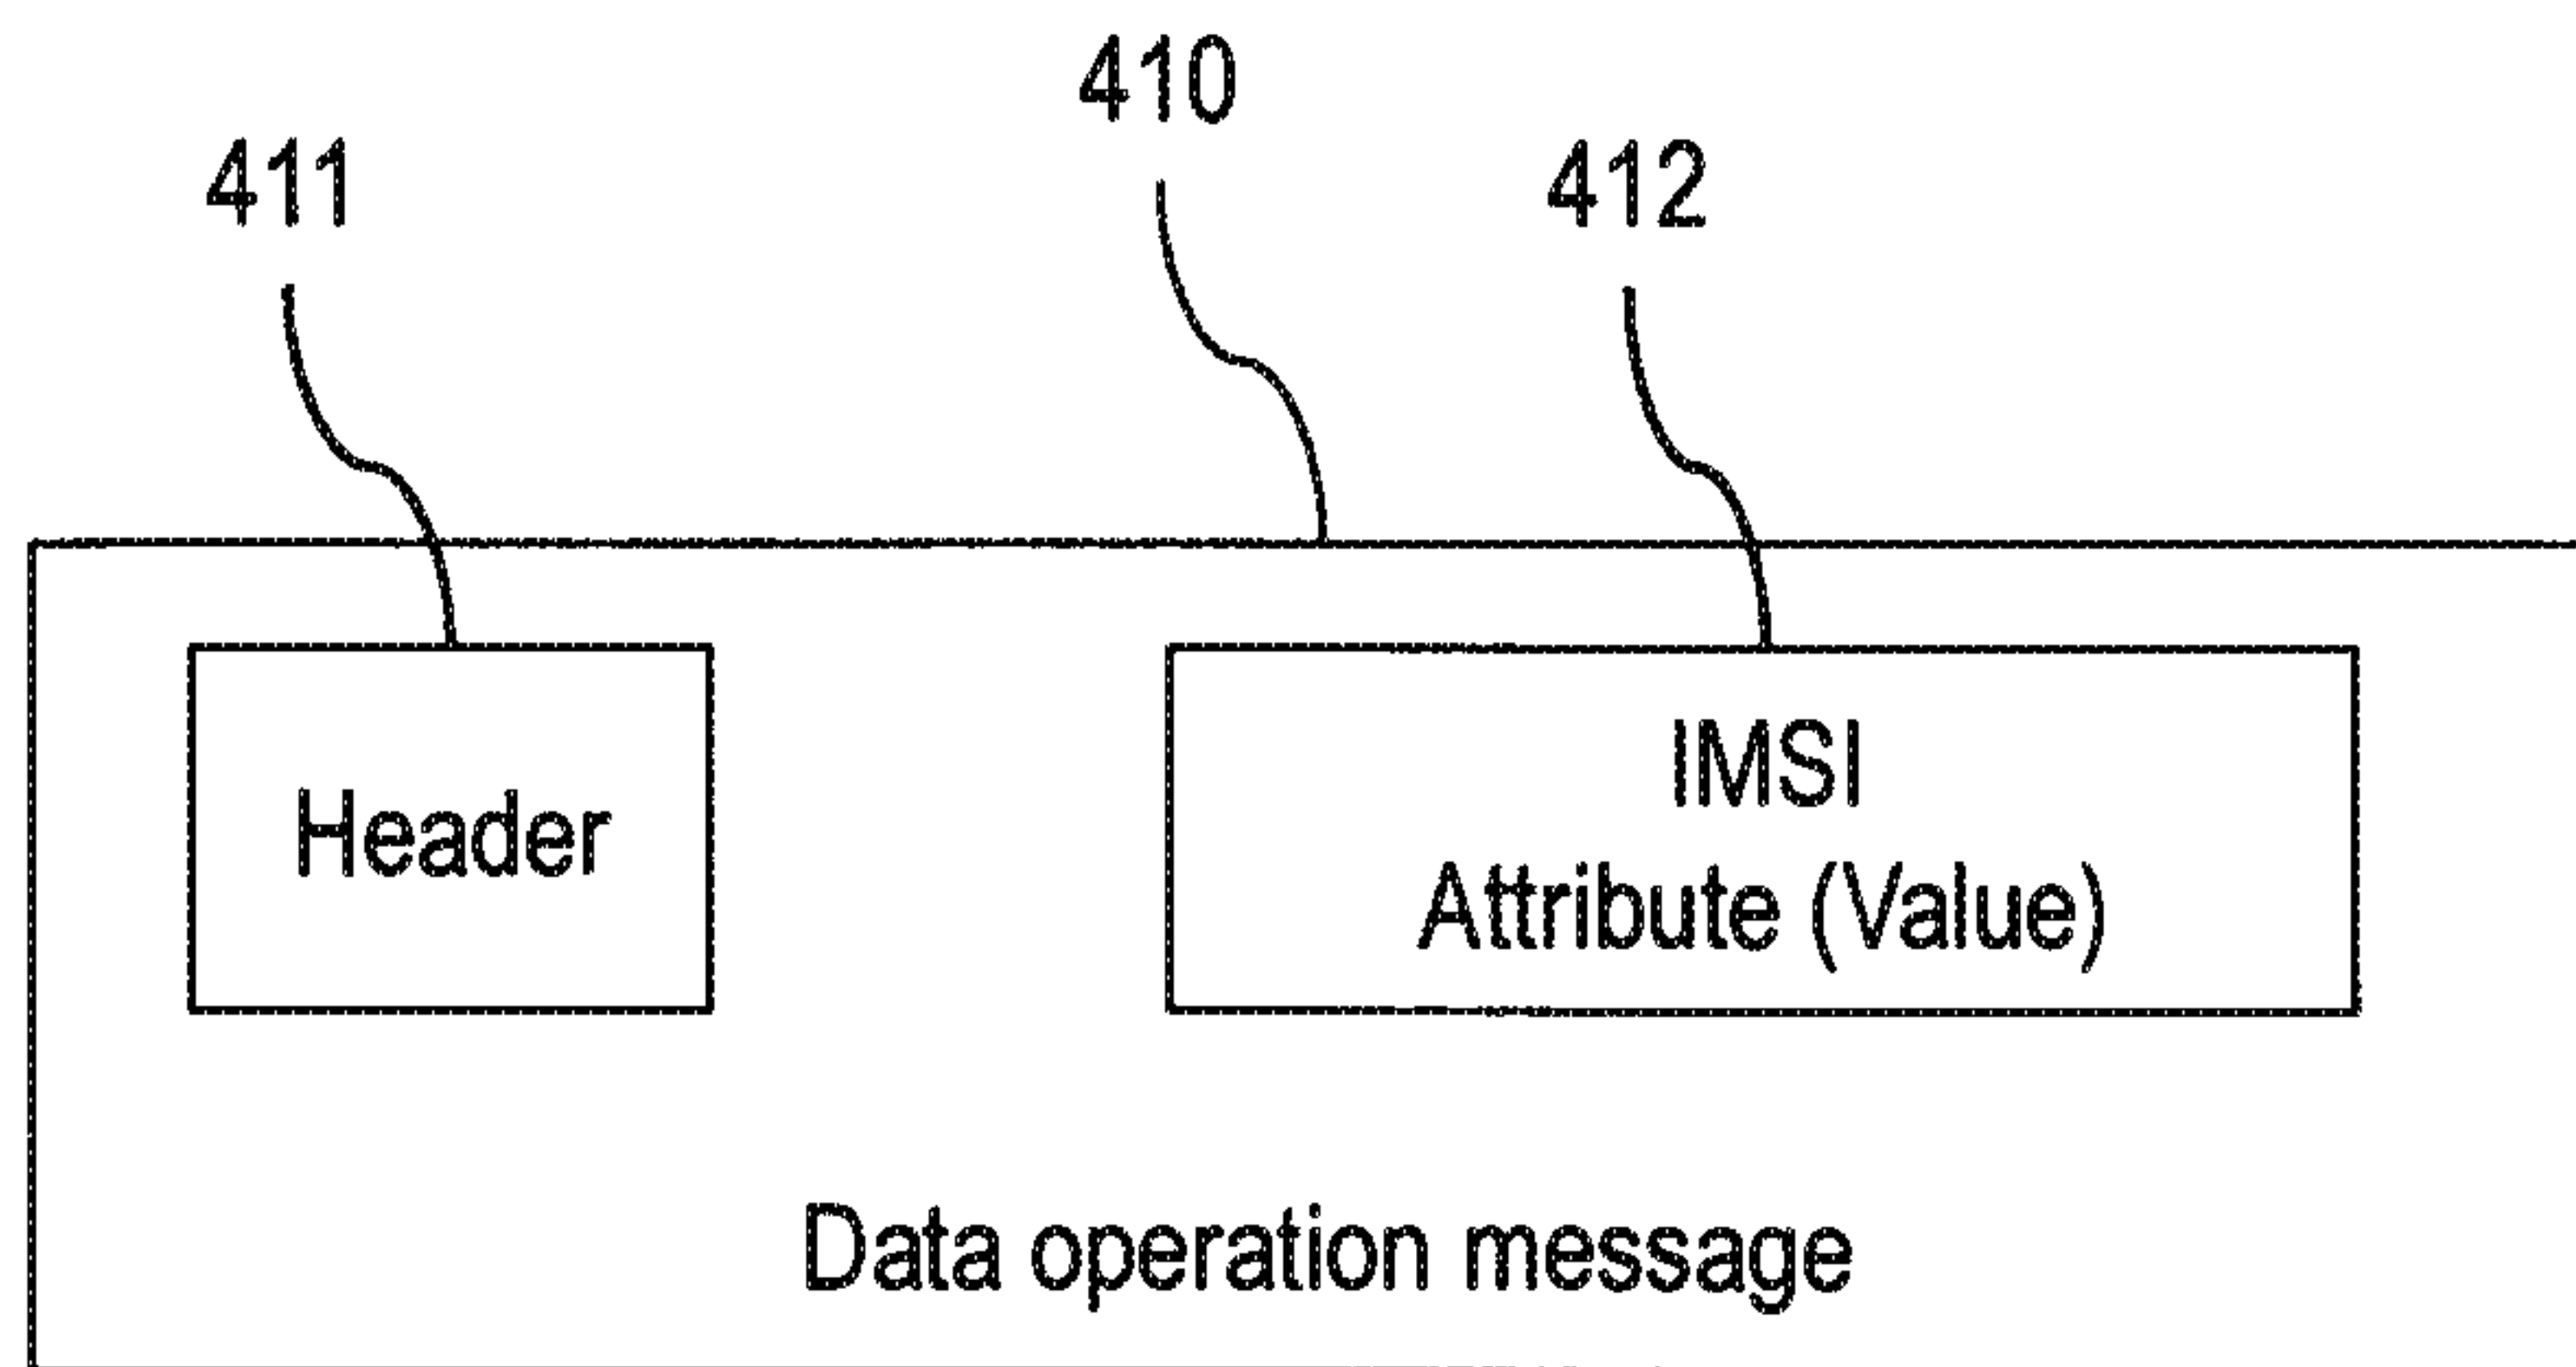 410
411
412
Header
IMSI
Attribute (Value)
Data operation message